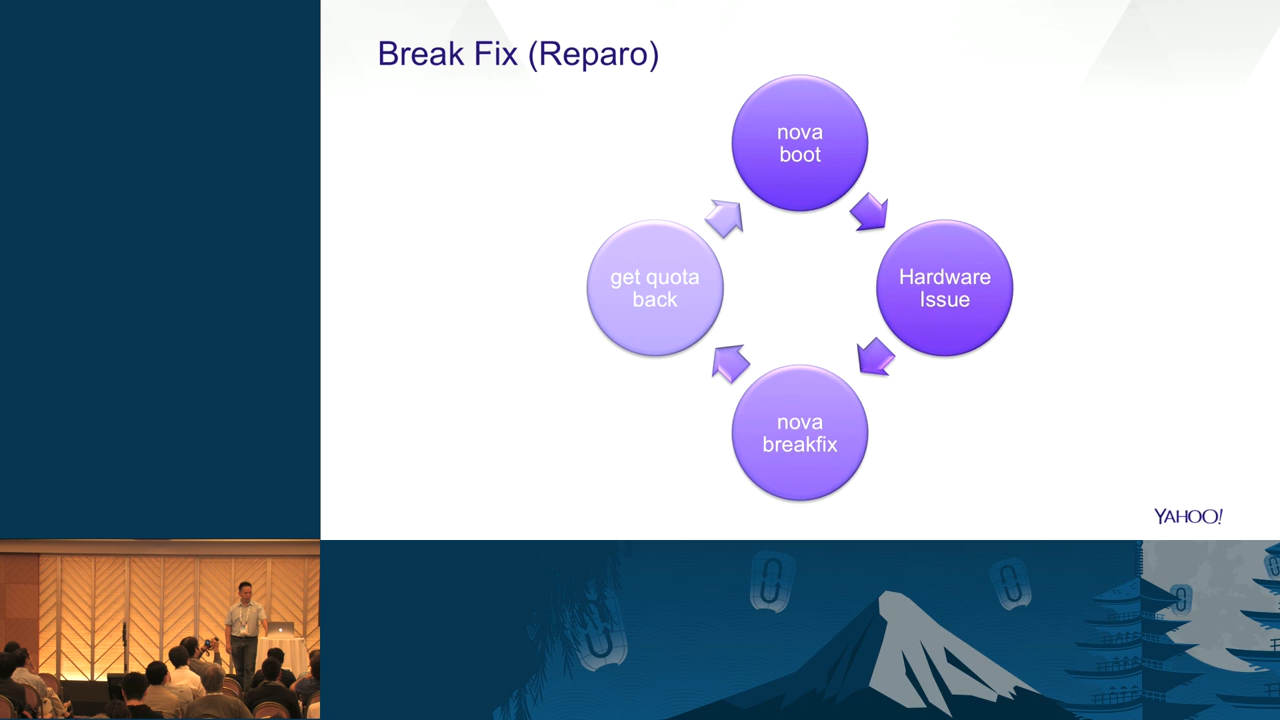 Break Fix (Reparo)
nova
boot
Hardware
Issue
nova
breakfix
get quota
back
YAHOO!